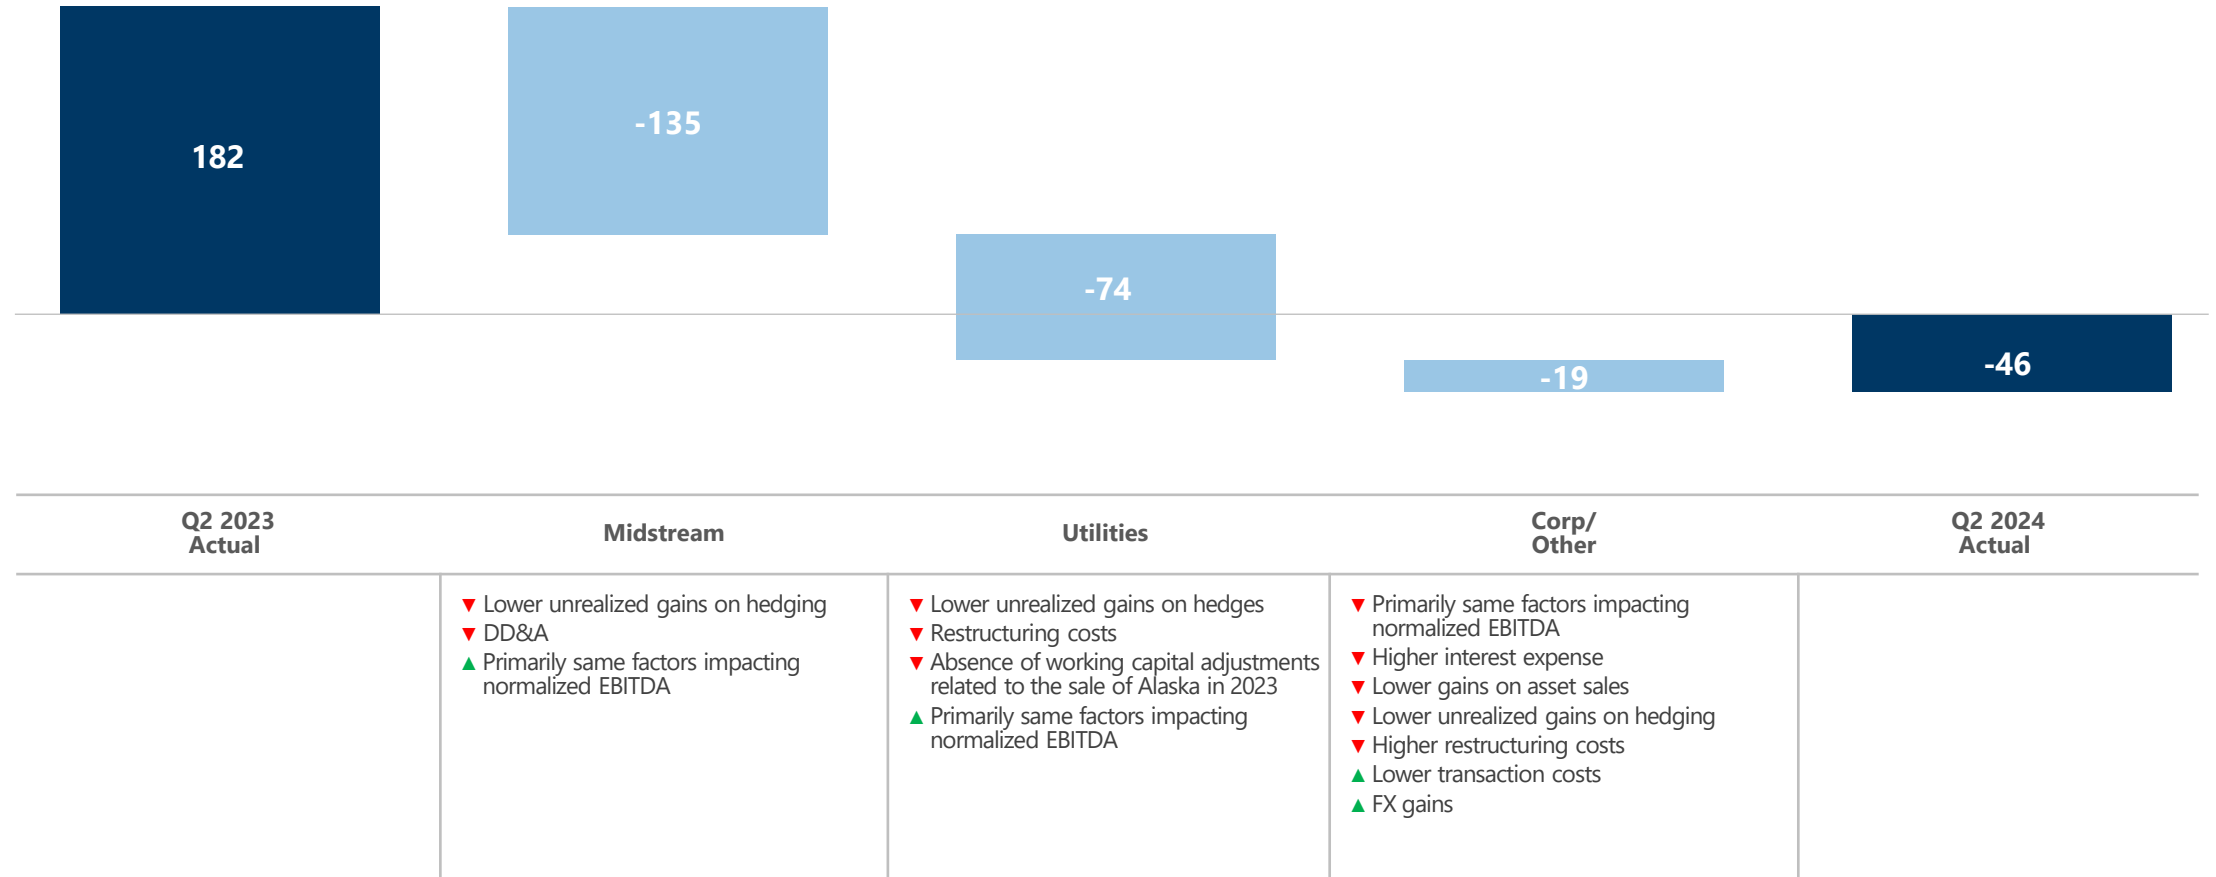 182
-135
-74
-19
-46
Q2 2023
Actual
Midstream
Utilities
Corp/
Other
Q2 2024
Actual
▼ Lower unrealized gains on hedging
▼ DD&A
▲ Primarily same factors impacting
normalized EBITDA
▼ Lower unrealized gains on hedges
▼ Restructuring costs
▼ Absence of working capital adjustments
related to the sale of Alaska in 2023
▲ Primarily same factors impacting
normalized EBITDA
▼ Primarily same factors impacting
normalized EBITDA
▼ Higher interest expense
▼ Lower gains on asset sales
▼ Lower unrealized gains on hedging
▼ Higher restructuring costs
▲ Lower transaction costs
▲ FX gains